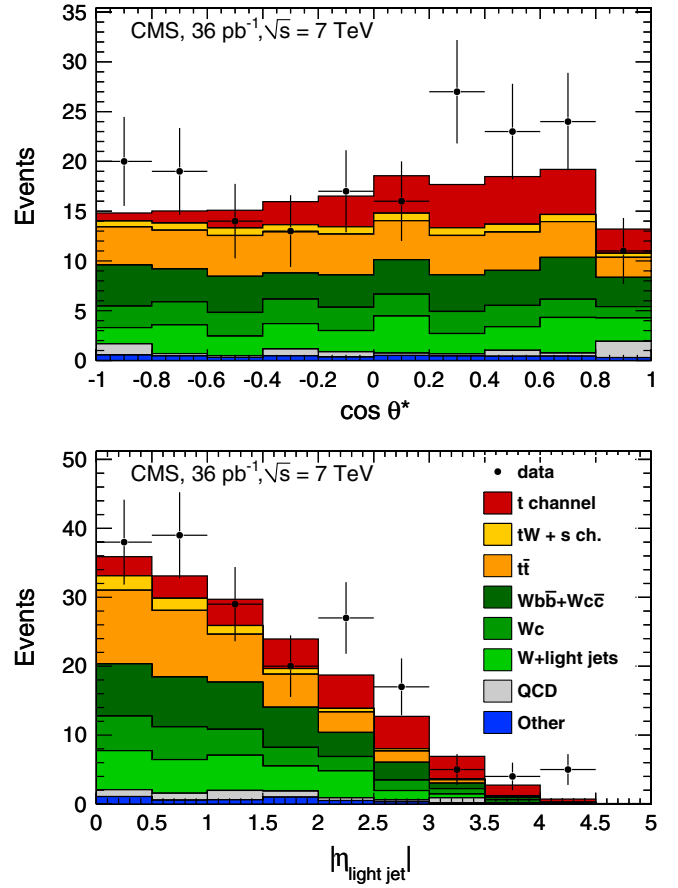 CMS, 36 pb⁻¹,√s = 7 TeV
Events
35
30
25
20
15
10
5
0
-1 -0.8 -0.6 -0.4 -0.2 0 0.2 0.4 0.6 0.8 1
cos θ*
CMS, 36 pb⁻¹,√s = 7 TeV
Events
50
40
30
20
10
0
data
t channel
tW + s ch.
tt̄
Wbb̄+Wcc̄
Wc
W+light jets
QCD
Other
0 0.5 1 1.5 2 2.5 3 3.5 4 4.5 5
|η light jet|